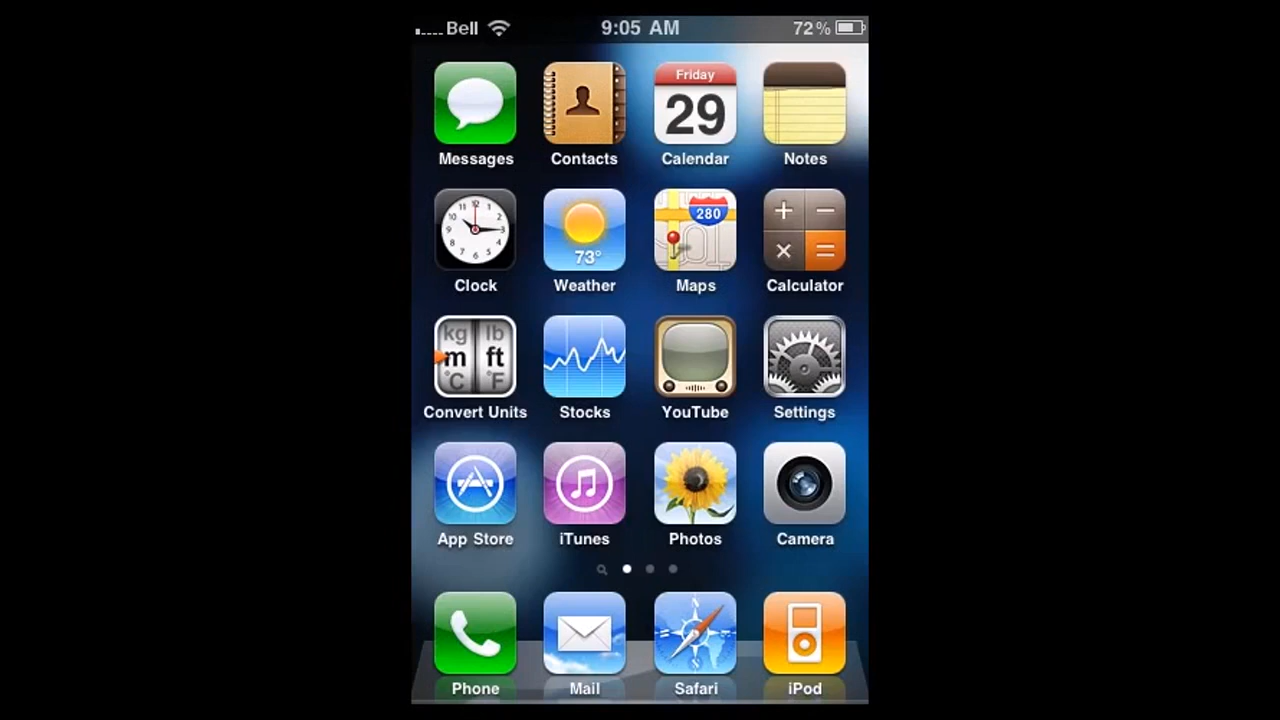 Bell 9:05 AM 72%
Friday
29
Messages Contacts Calendar Notes
280
73°
Clock Weather Maps Calculator
kg lb
m ft
°C °F
Convert Units Stocks YouTube Settings
App Store iTunes Photos Camera
Phone Mail Safari iPod